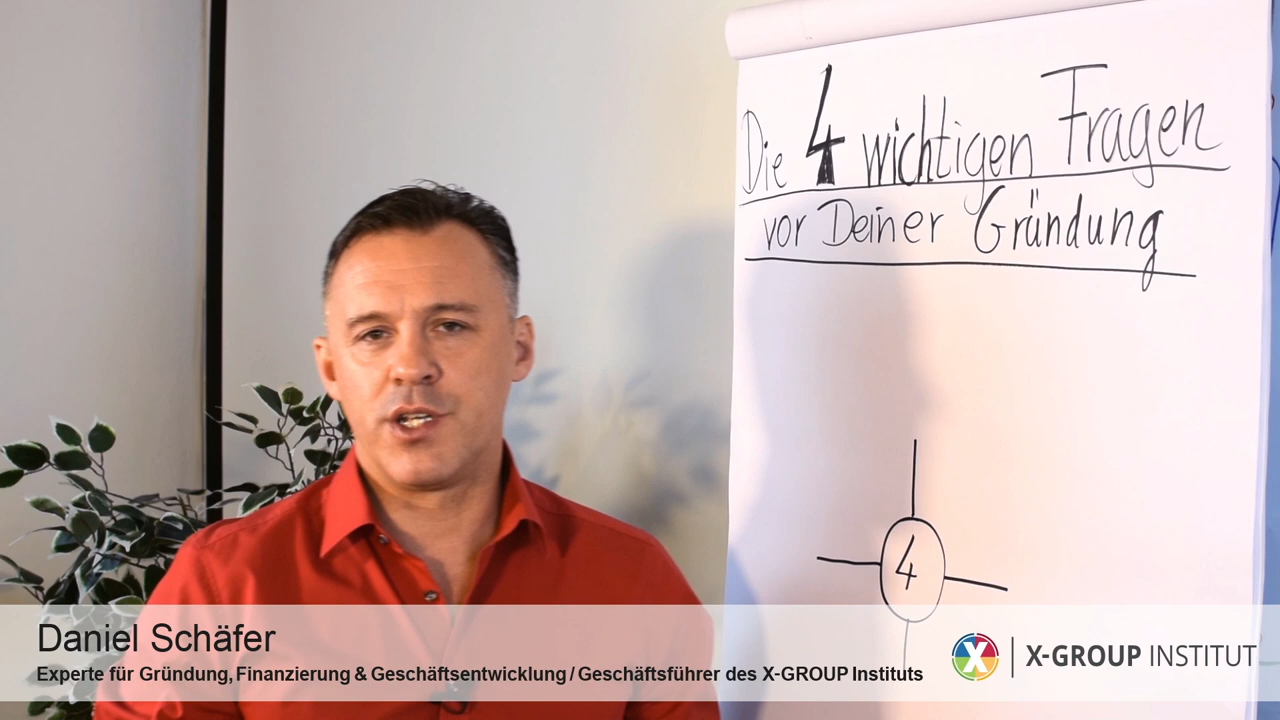 Die 4 wichtigen Fragen
vor Deiner Gründung
4
Daniel Schäfer
Experte für Gründung, Finanzierung & Geschäftsentwicklung / Geschäftsführer des X-GROUP Instituts
X
X-GROUP INSTITUT